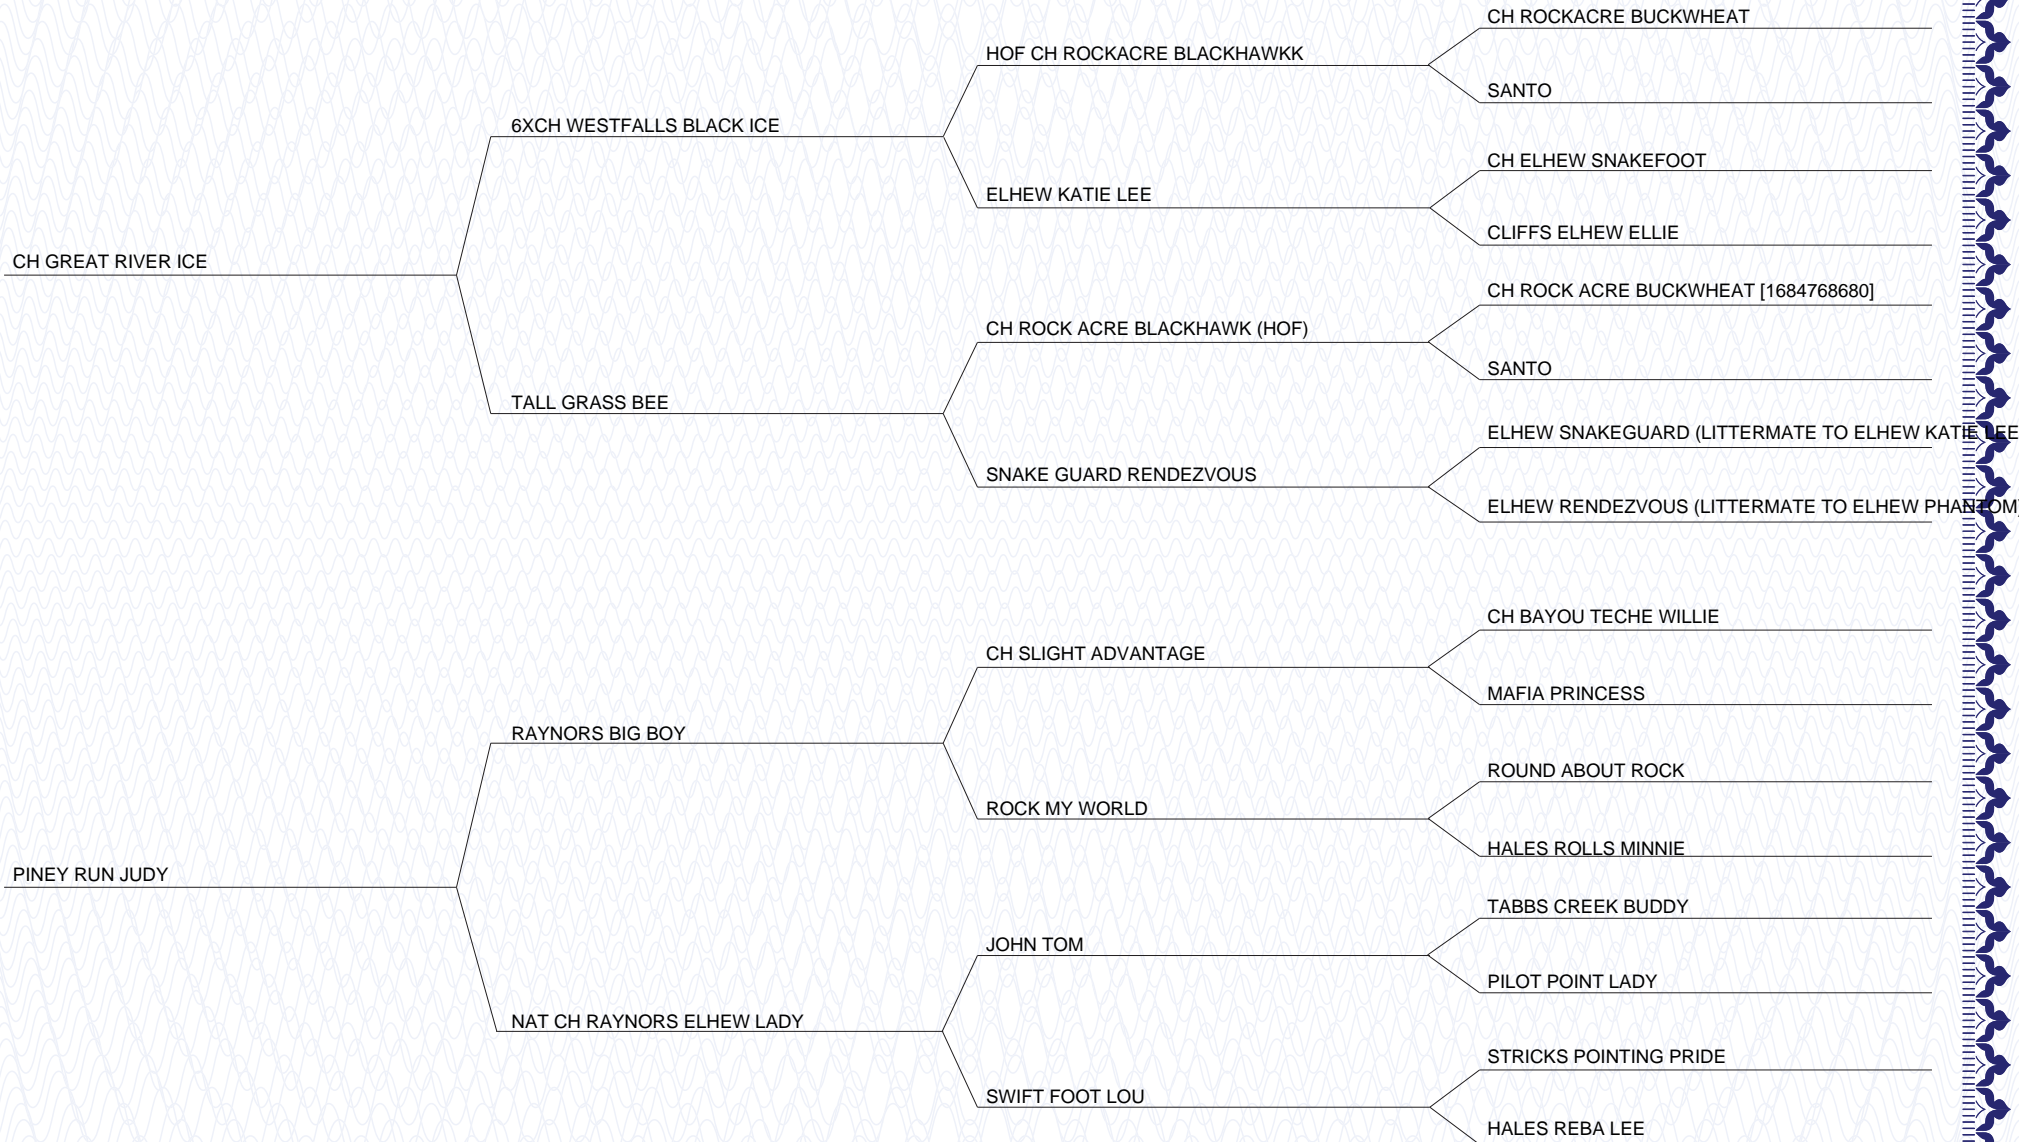 CH ROCKACRE BUCKWHEAT
HOF CH ROCKACRE BLACKHAWKK
SANTO
6XCH WESTFALLS BLACK ICE
CH ELHEW SNAKEFOOT
ELHEW KATIE LEE
CLIFFS ELHEW ELLIE
CH GREAT RIVER ICE
CH ROCK ACRE BUCKWHEAT [1684768680]
CH ROCK ACRE BLACKHAWK (HOF)
SANTO
TALL GRASS BEE
ELHEW SNAKEGUARD (LITTERMATE TO ELHEW KATIE LEE
SNAKE GUARD RENDEZVOUS
ELHEW RENDEZVOUS (LITTERMATE TO ELHEW PHANTOM)
CH BAYOU TECHE WILLIE
CH SLIGHT ADVANTAGE
MAFIA PRINCESS
RAYNORS BIG BOY
ROUND ABOUT ROCK
ROCK MY WORLD
HALES ROLLS MINNIE
PINEY RUN JUDY
TABBS CREEK BUDDY
JOHN TOM
PILOT POINT LADY
NAT CH RAYNORS ELHEW LADY
STRICKS POINTING PRIDE
SWIFT FOOT LOU
HALES REBA LEE